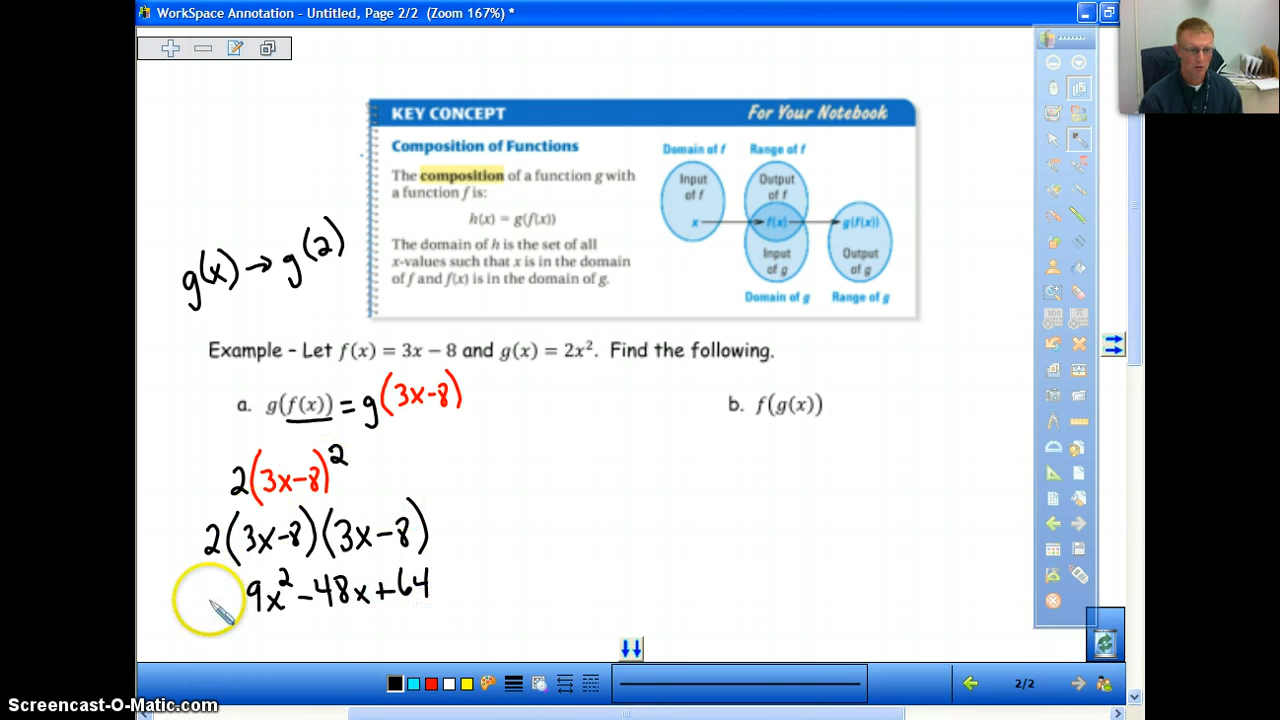 WorkSpace Annotation - Untitled, Page 2/2 (Zoom 167%) *
KEY CONCEPT
For Your Notebook
Composition of Functions
The composition of a function g with
a function f is:
h(x) = g(f(x))
The domain of h is the set of all
x-values such that x is in the domain
of f and f(x) is in the domain of g.
Domain of f
Range of f
Input
of f
Output
of f
x
f(x)
g(f(x))
Input
of g
Output
of g
Domain of g
Range of g
g(x) → g(2)
Example – Let f(x) = 3x − 8 and g(x) = 2x². Find the following.
a. g(f(x)) = g(3x-8)
b. f(g(x))
2(3x-8)²
2(3x-8)(3x-8)
9x² - 48x + 64
2/2
Screencast-O-Matic.com